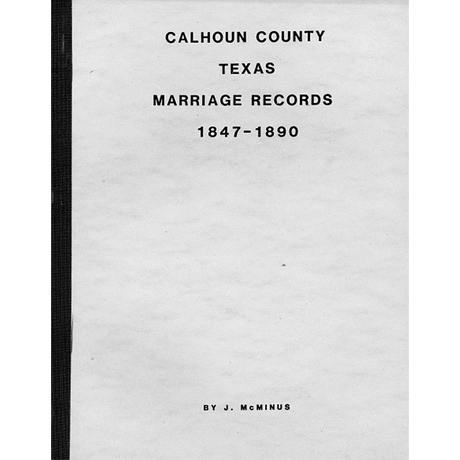 CALHOUN COUNTY
TEXAS
MARRIAGE RECORDS
1847-1890
BY J. McMINUS